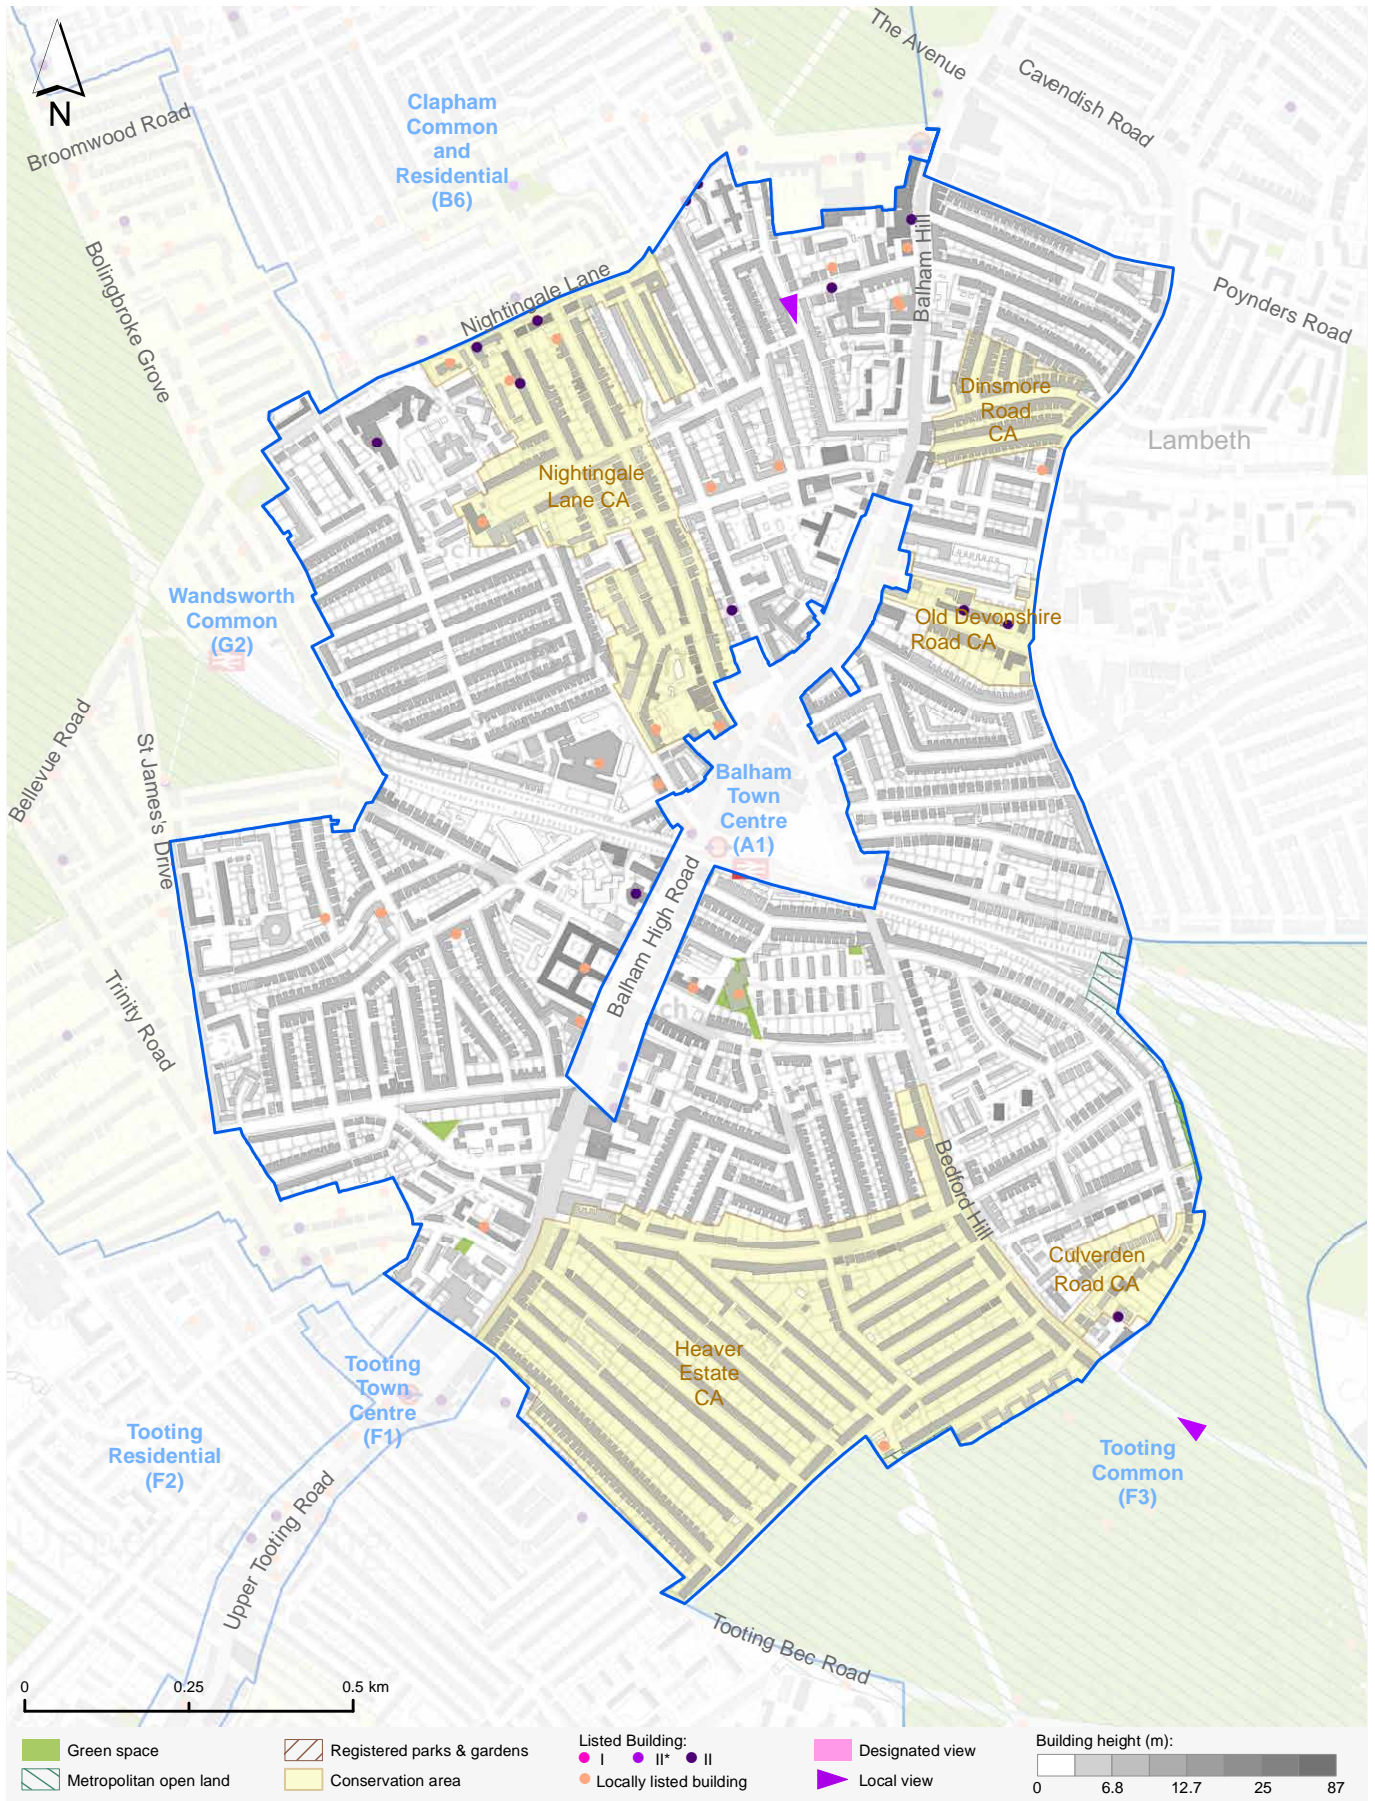 The Avenue
Cavendish Road
N
Broomwood Road
Clapham
Common
and
Residential
(B6)
Bolingbroke Grove
Nightingale Lane
Balham Hill
Poynders Road
Dinsmore
Road
CA
Lambeth
Nightingale
Lane CA
Wandsworth
Common
(G2)
Old Devonshire
Road CA
Bellevue Road
St James's Drive
Balham
Town
Centre
(A1)
Balham High Road
Trinity Road
Bedford Hill
Culverden
Road CA
Heaver
Estate
CA
Tooting
Town
Centre
(F1)
Tooting
Residential
(F2)
Tooting
Common
(F3)
Upper Tooting Road
Tooting Bec Road
0 0.25 0.5 km
Green space
Metropolitan open land
Registered parks & gardens
Conservation area
Listed Building:
I II* II
Locally listed building
Designated view
Local view
Building height (m):
0 6.8 12.7 25 87